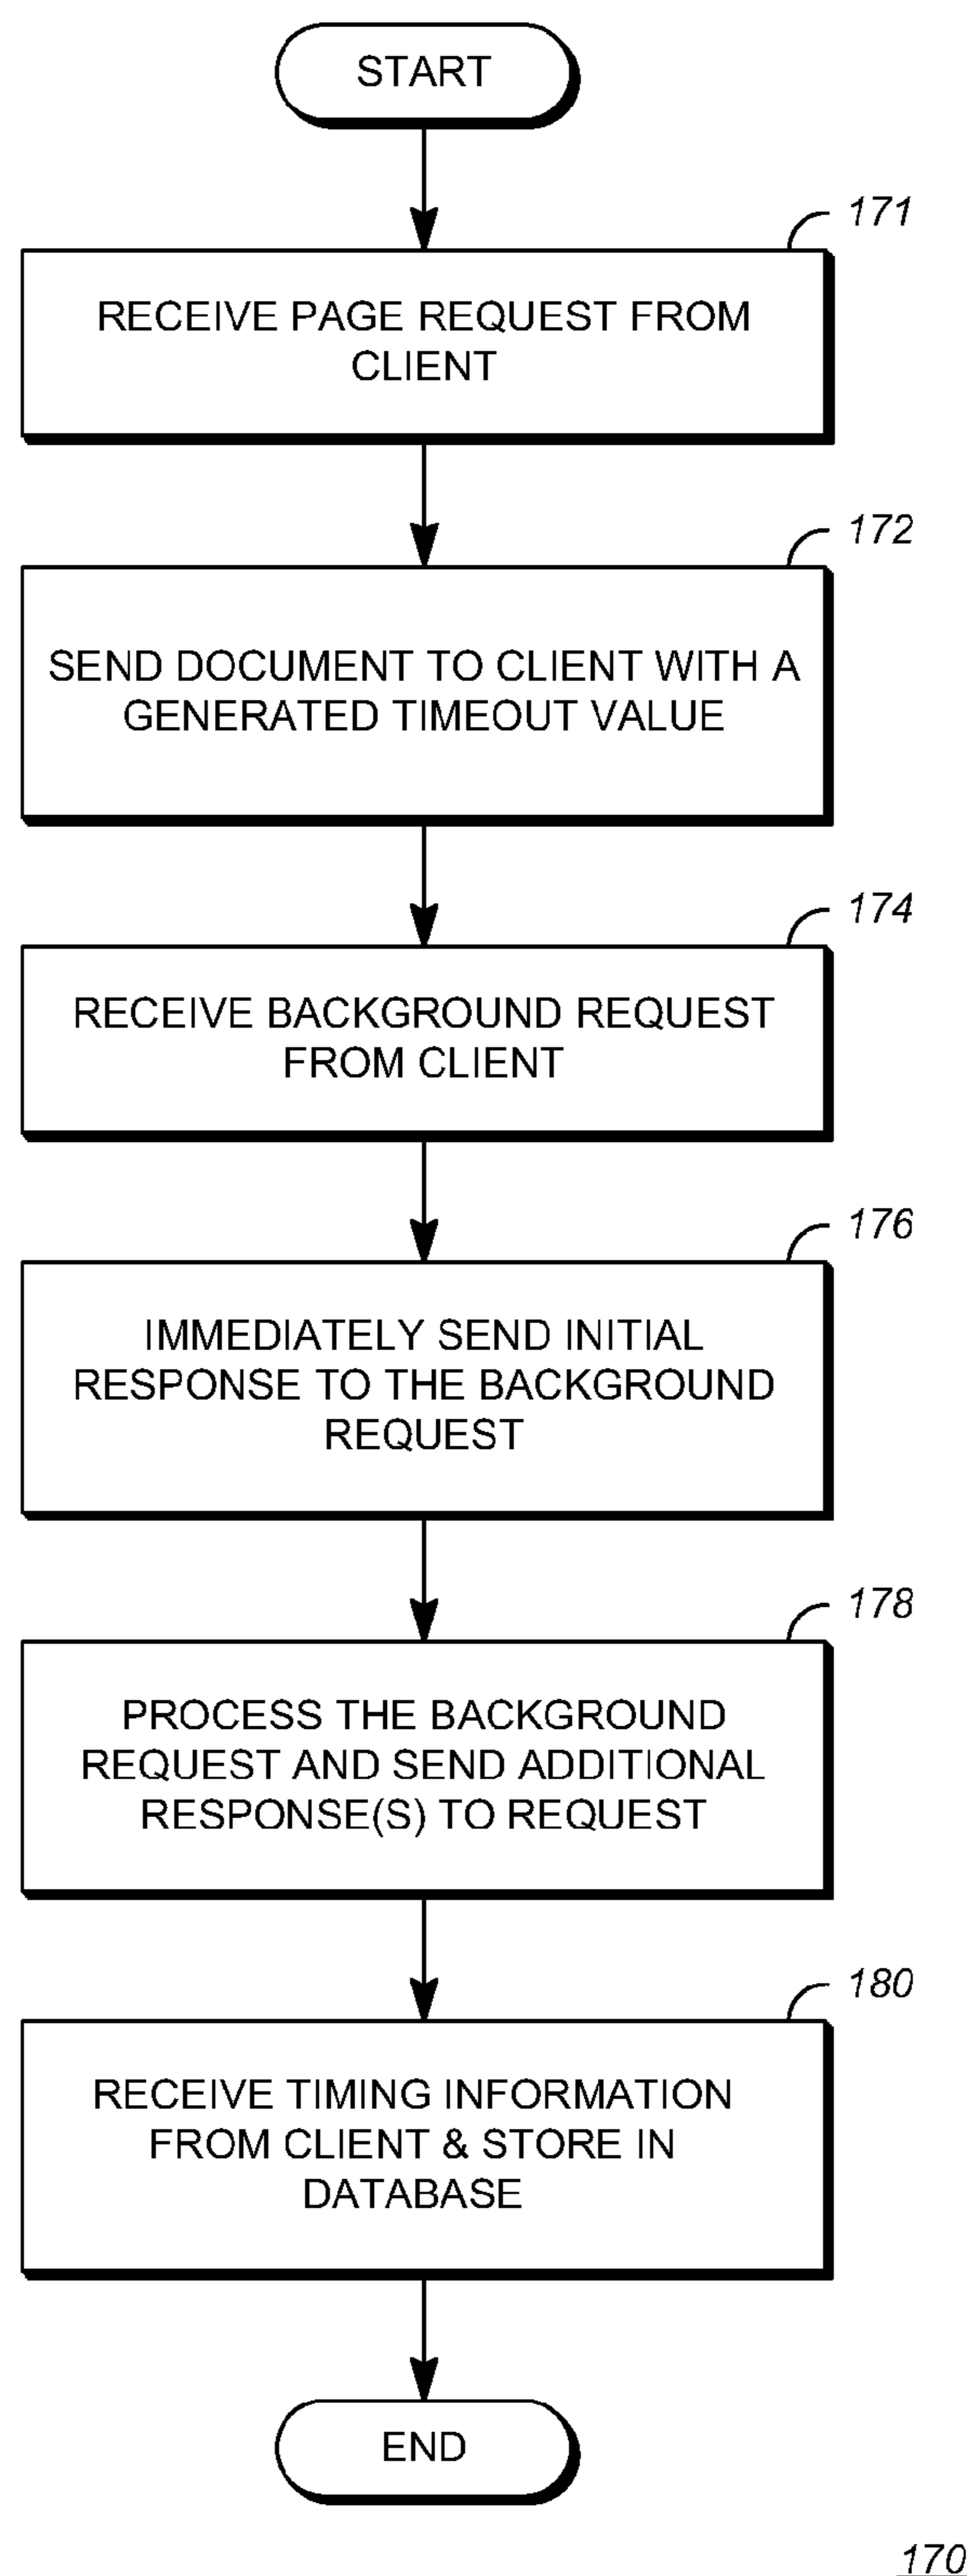 START
171
RECEIVE PAGE REQUEST FROM
CLIENT
172
SEND DOCUMENT TO CLIENT WITH A
GENERATED TIMEOUT VALUE
174
RECEIVE BACKGROUND REQUEST
FROM CLIENT
176
IMMEDIATELY SEND INITIAL
RESPONSE TO THE BACKGROUND
REQUEST
178
PROCESS THE BACKGROUND
REQUEST AND SEND ADDITIONAL
RESPONSE(S) TO REQUEST
180
RECEIVE TIMING INFORMATION
FROM CLIENT & STORE IN
DATABASE
END
170